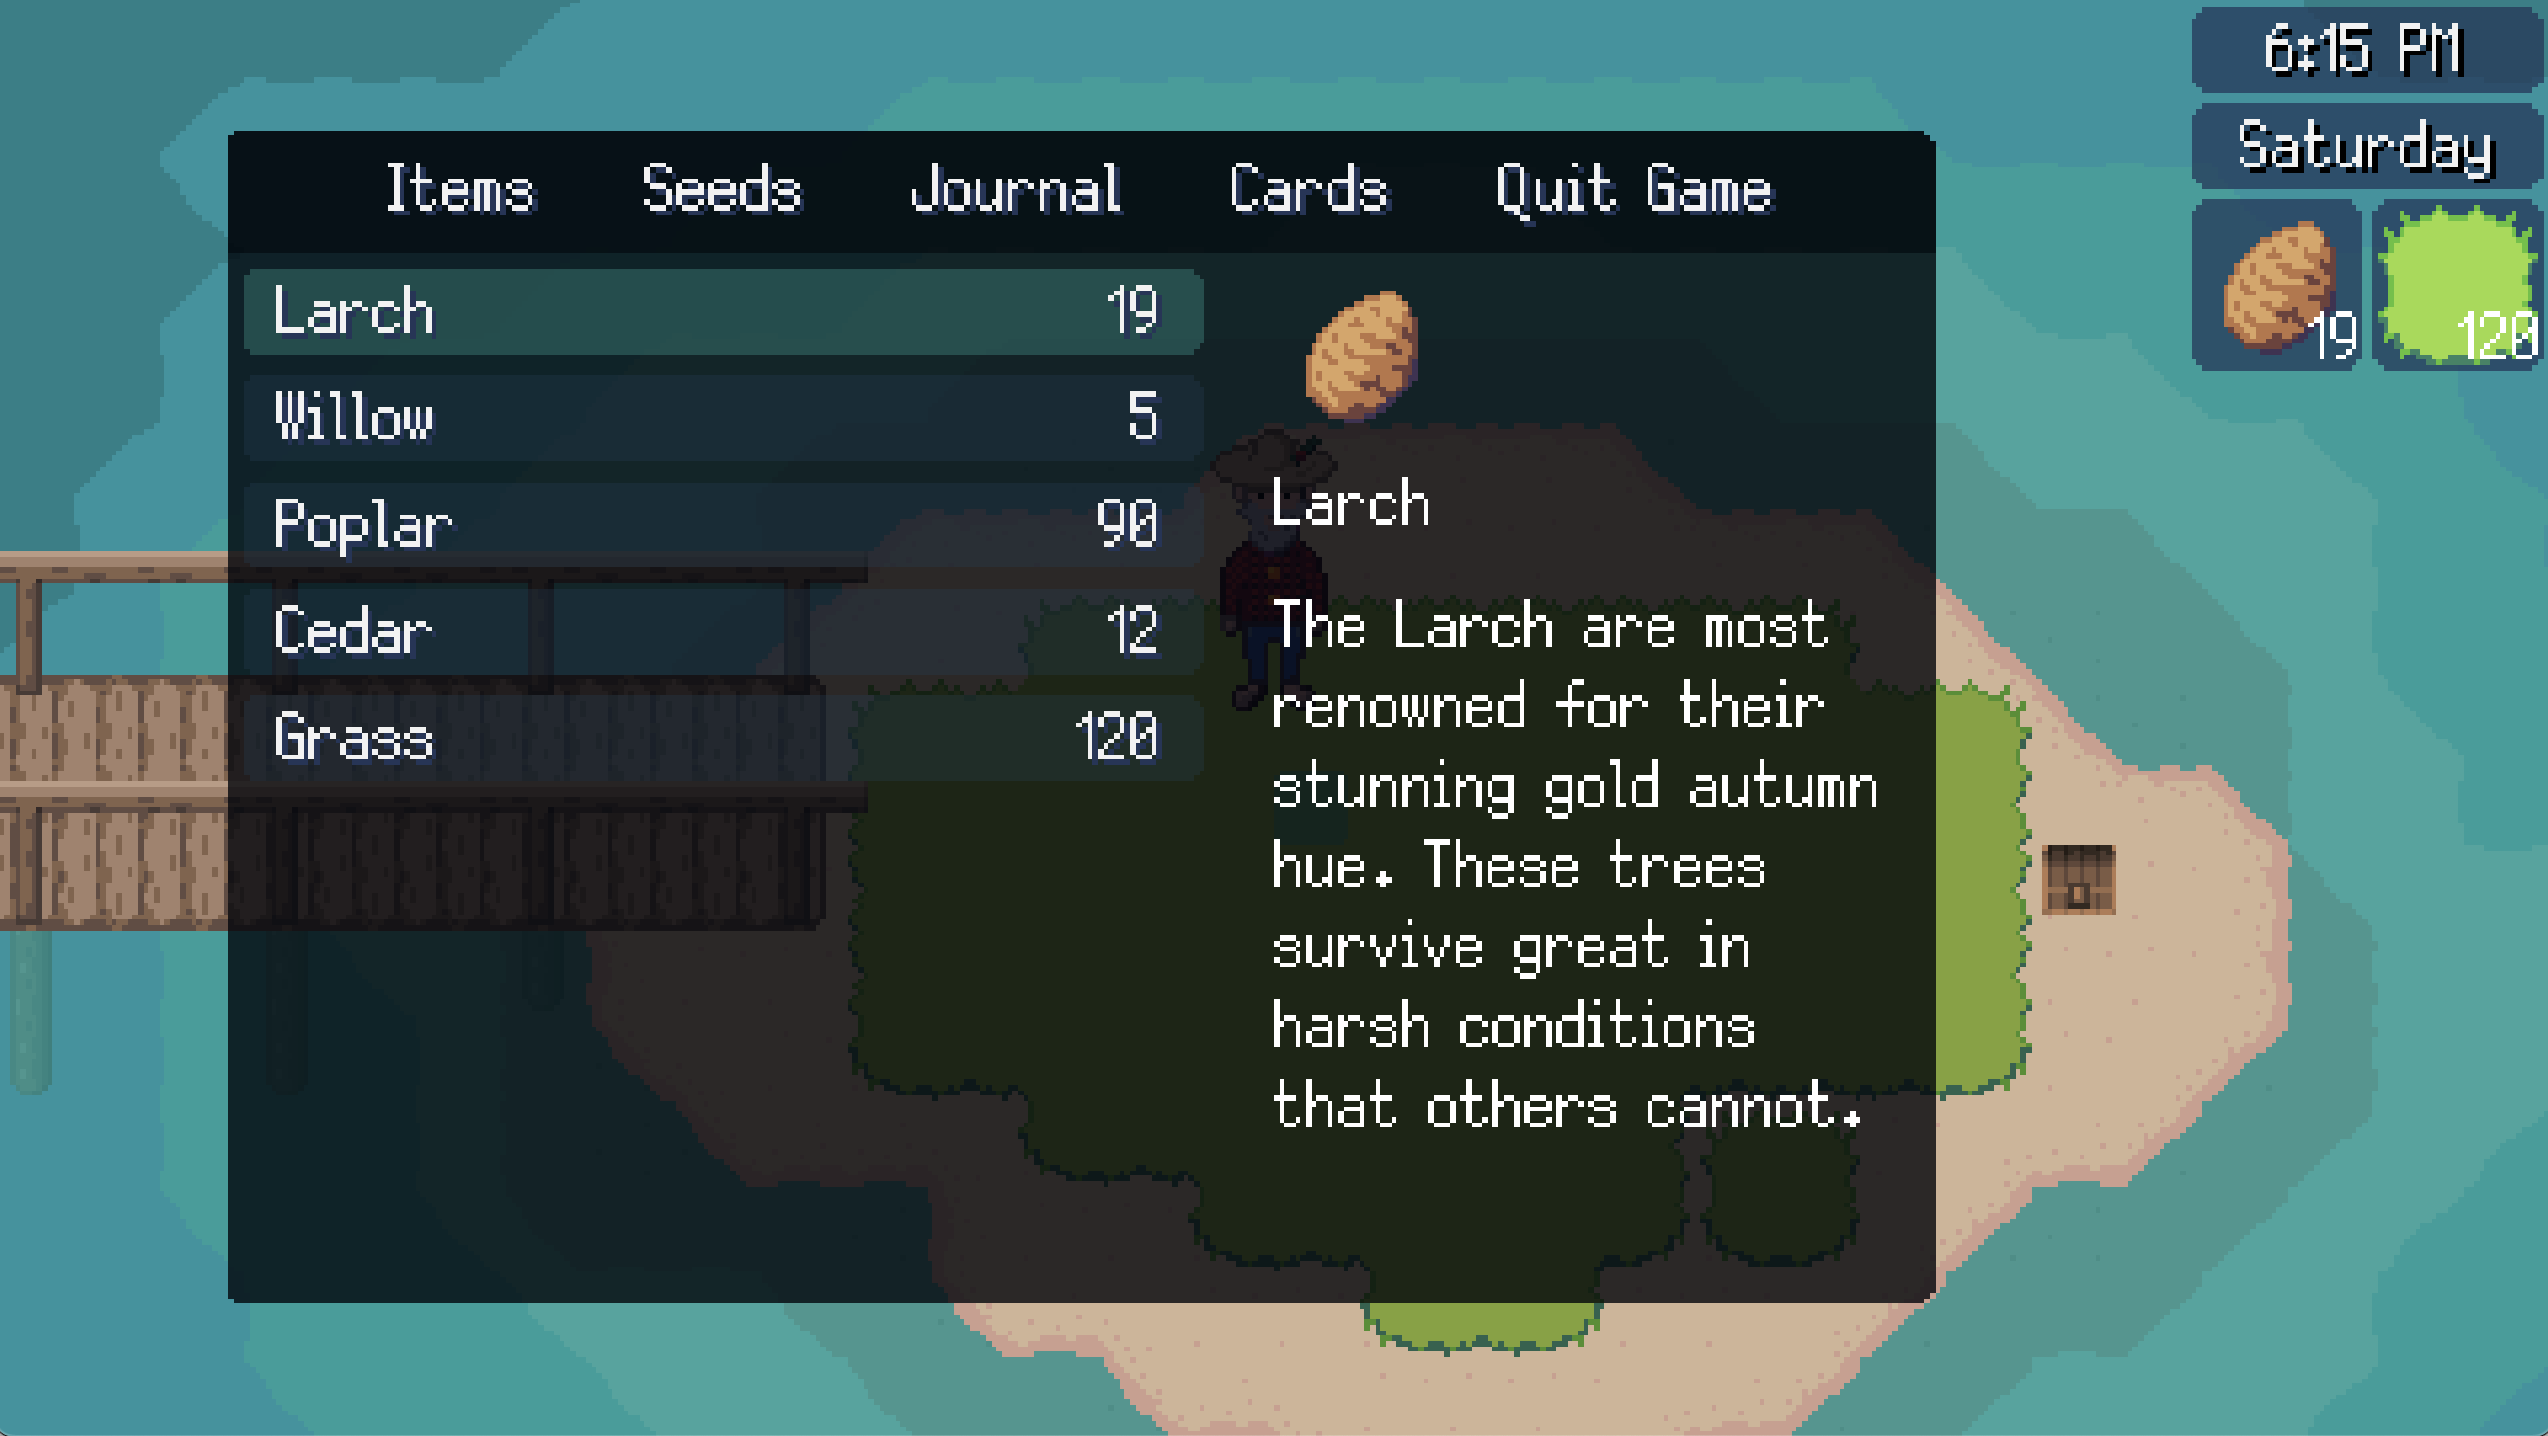 6:15 PM
Saturday
19 120
Items Seeds Journal Cards Quit Game
Larch 19
Willow 5
Poplar 90
Cedar 12
Grass 120
Larch
The Larch are most
renowned for their
stunning gold autumn
hue. These trees
survive great in
harsh conditions
that others cannot.